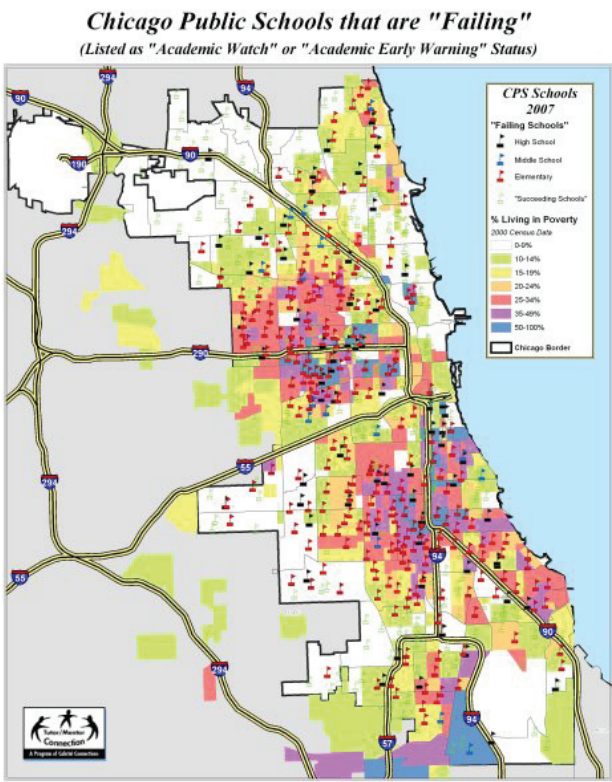 Chicago Public Schools that are "Failing"
(Listed as "Academic Watch" or "Academic Early Warning" Status)
294
94
90
90
190
294
CPS Schools
2007
"Failing Schools"
High School
Middle School
Elementary
"Succeeding Schools"
% Living in Poverty
2000 Census Data
0-9%
10-14%
15-19%
20-24%
25-34%
35-49%
50-100%
Chicago Border
290
55
294
94
55
90
294
94
57
Tutor/Mentor
Connection
A Program of Cabrini Connections